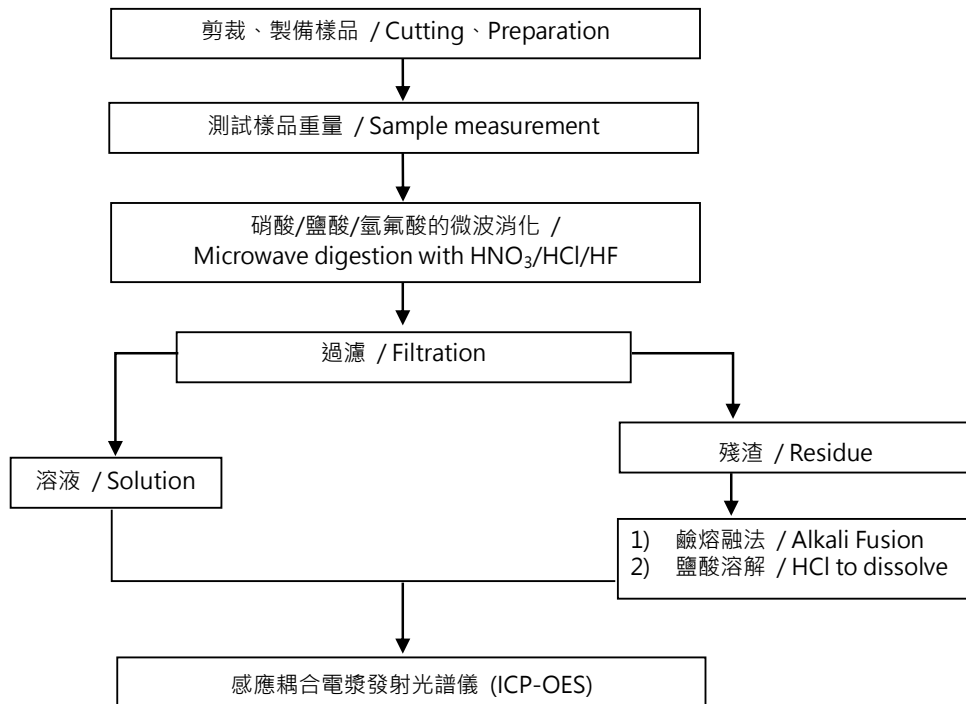 剪裁、製備樣品 / Cutting、Preparation
測試樣品重量 / Sample measurement
硝酸/鹽酸/氫氟酸的微波消化 /
Microwave digestion with HNO₃/HCl/HF
過濾 / Filtration
溶液 / Solution
殘渣 / Residue
1) 鹼熔融法 / Alkali Fusion
2) 鹽酸溶解 / HCl to dissolve
感應耦合電漿發射光譜儀 (ICP-OES)